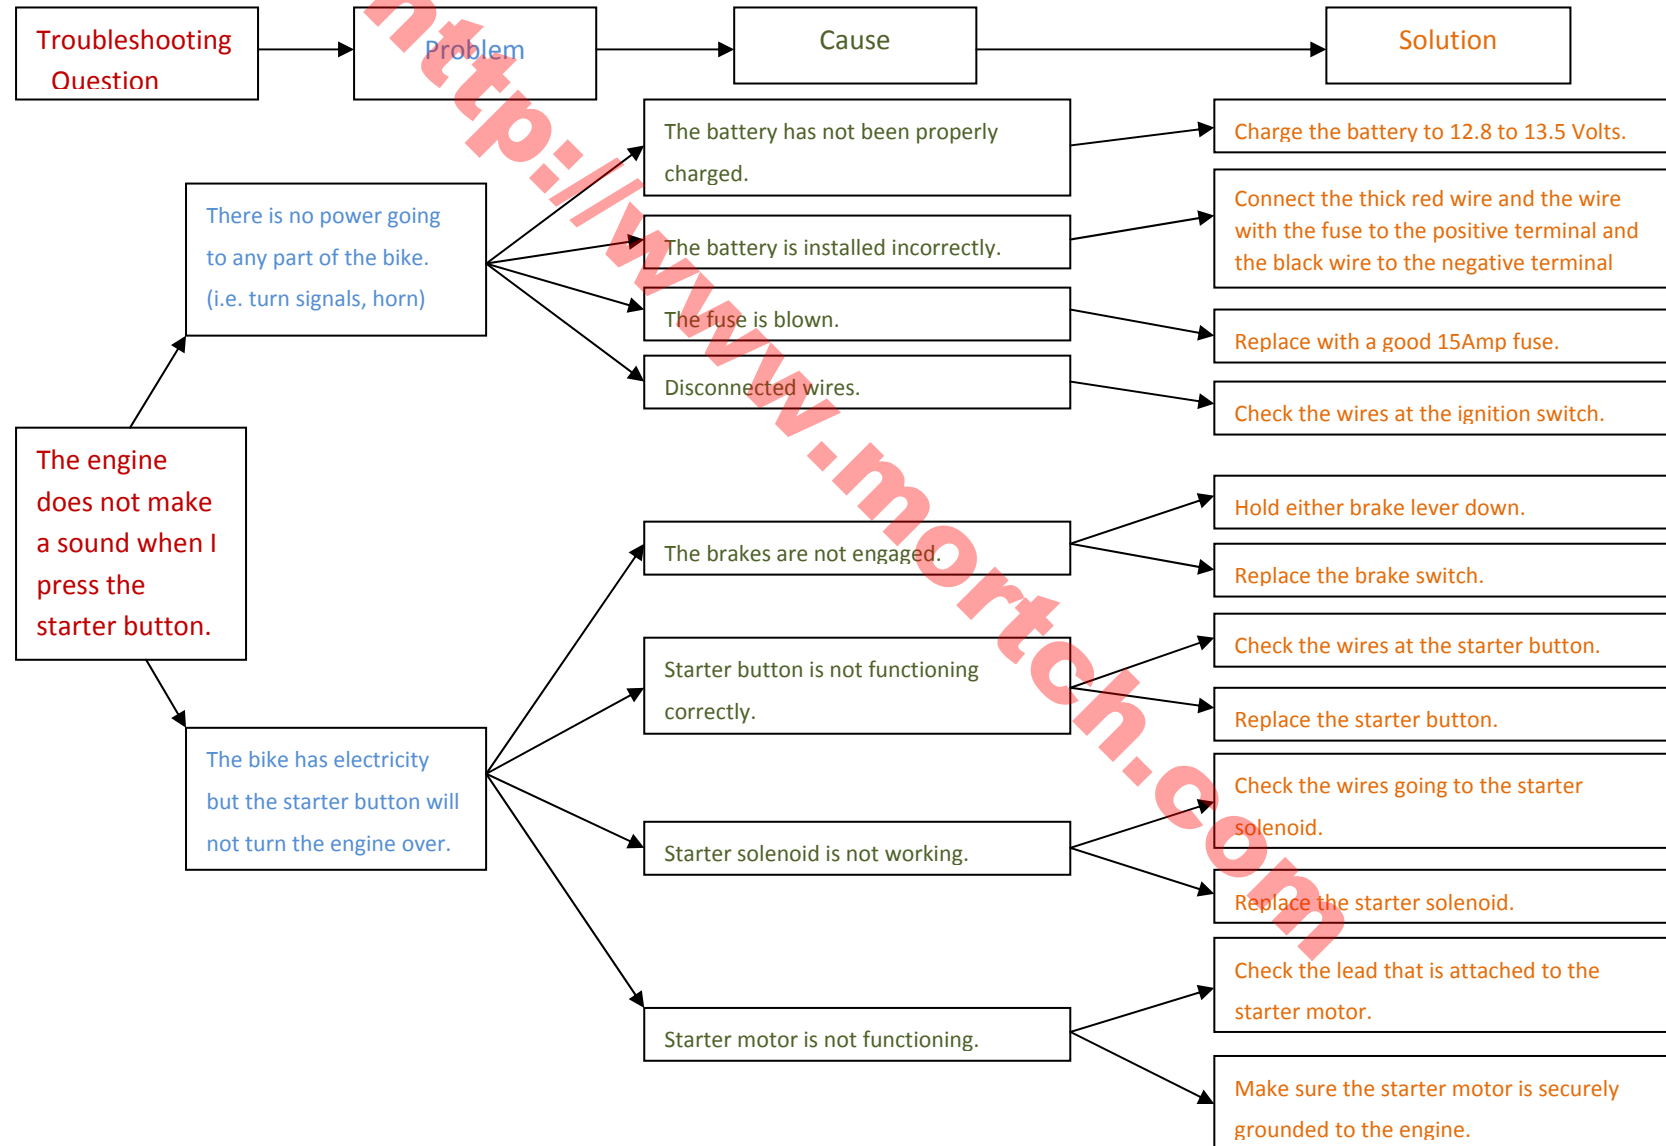 Troubleshooting
Question
Problem
Cause
Solution
The engine
does not make
a sound when I
press the
starter button.
There is no power going
to any part of the bike.
(i.e. turn signals, horn)
The battery has not been properly
charged.
Charge the battery to 12.8 to 13.5 Volts.
The battery is installed incorrectly.
Connect the thick red wire and the wire
with the fuse to the positive terminal and
the black wire to the negative terminal
The fuse is blown.
Replace with a good 15Amp fuse.
Disconnected wires.
Check the wires at the ignition switch.
The bike has electricity
but the starter button will
not turn the engine over.
The brakes are not engaged.
Hold either brake lever down.
Replace the brake switch.
Starter button is not functioning
correctly.
Check the wires at the starter button.
Replace the starter button.
Starter solenoid is not working.
Check the wires going to the starter
solenoid.
Replace the starter solenoid.
Starter motor is not functioning.
Check the lead that is attached to the
starter motor.
Make sure the starter motor is securely
grounded to the engine.
http://www.mortch.com